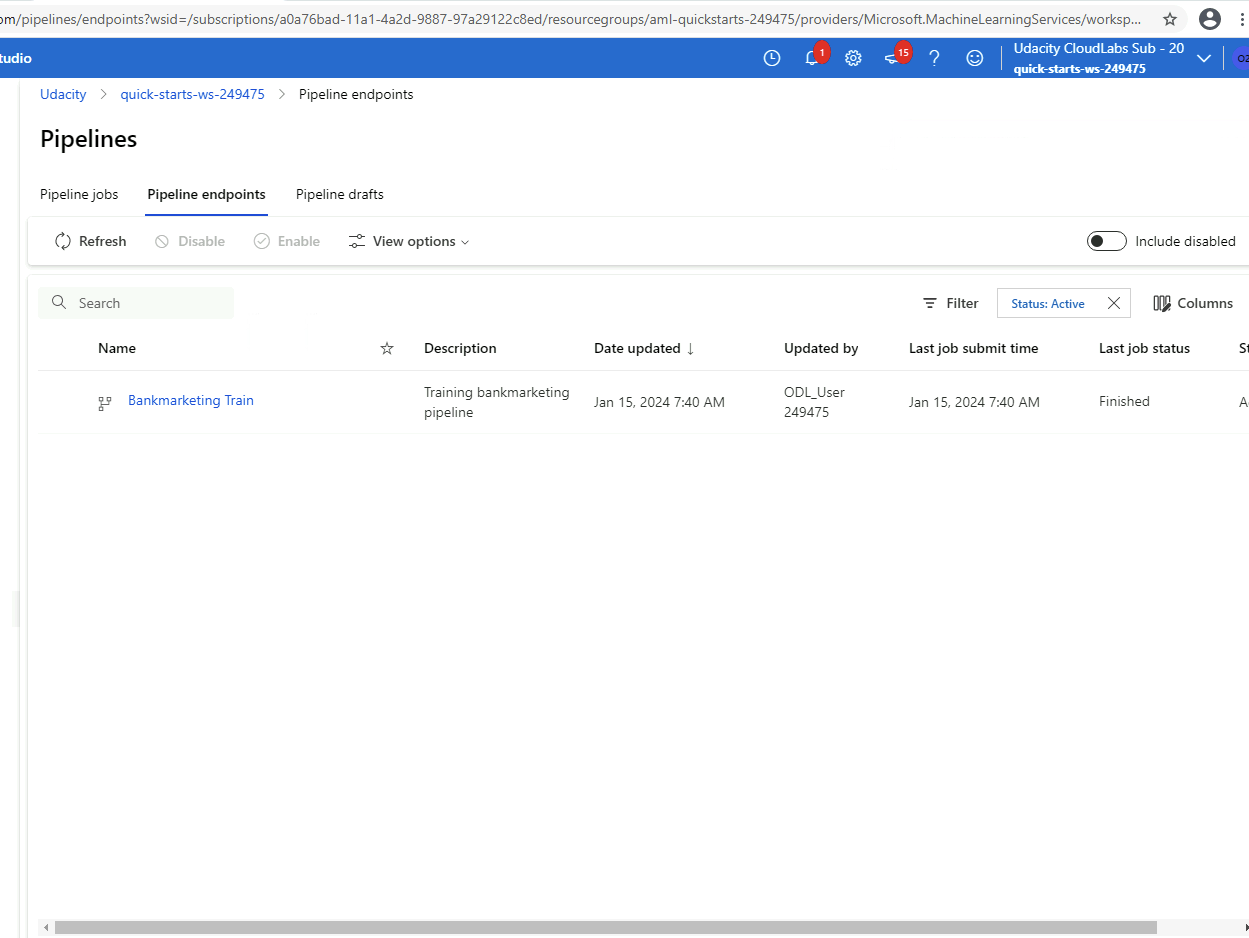 om/pipelines/endpoints?wsid=/subscriptions/a0a76bad-11a1-4a2d-9887-97a29122c8ed/resourcegroups/aml-quickstarts-249475/providers/Microsoft.MachineLearningServices/worksp...
tudio
1
15
?
Udacity CloudLabs Sub - 20
quick-starts-ws-249475
Udacity > quick-starts-ws-249475 > Pipeline endpoints
Pipelines
Pipeline jobs Pipeline endpoints Pipeline drafts
Refresh Disable Enable View options Include disabled
Search Filter Status: Active Columns
Name Description Date updated ↓ Updated by Last job submit time Last job status St
Bankmarketing Train Training bankmarketing pipeline Jan 15, 2024 7:40 AM ODL_User 249475 Jan 15, 2024 7:40 AM Finished A